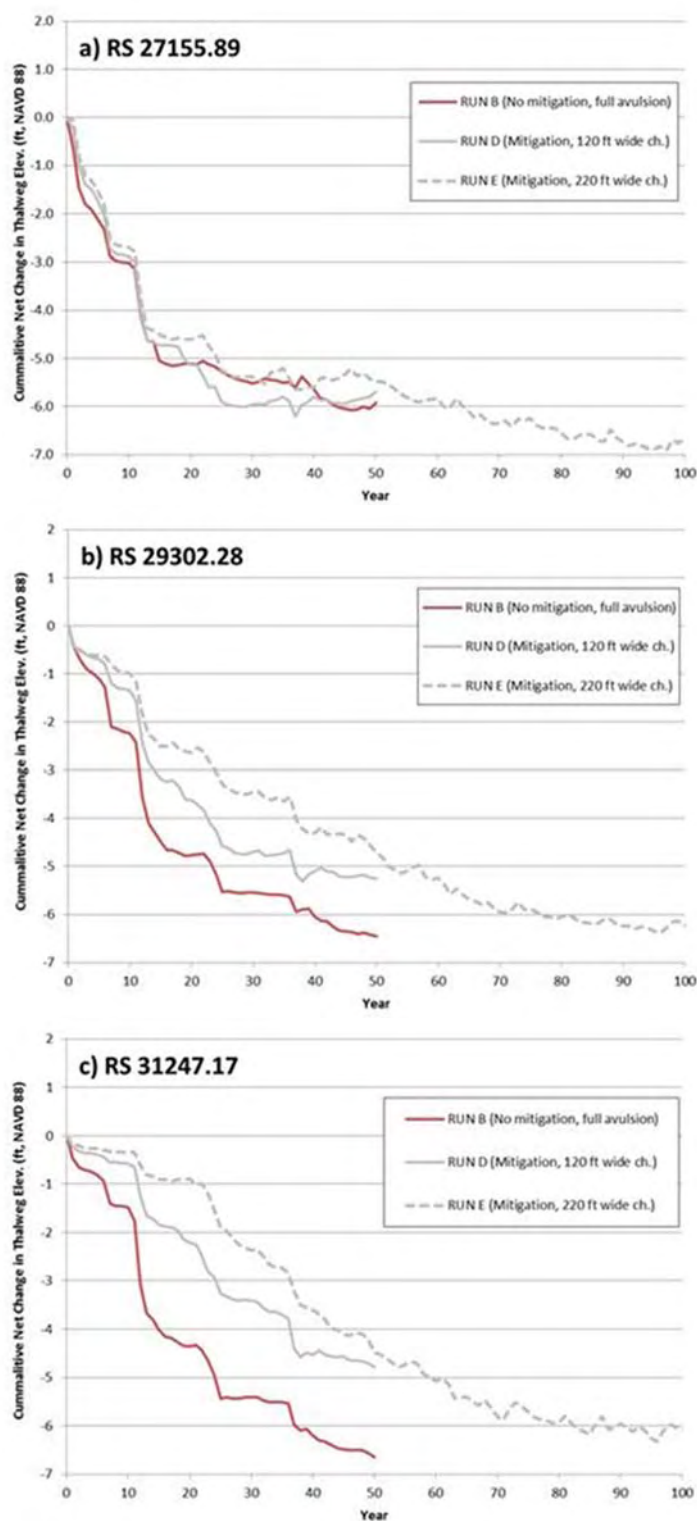 a) RS 27155.89
Cummalitive Net Change in Thalweg Elev. (ft, NAVD 88)
2.0
1.0
0.0
-1.0
-2.0
-3.0
-4.0
-5.0
-6.0
-7.0
RUN B (No mitigation, full avulsion)
RUN D (Mitigation, 120 ft wide ch.)
RUN E (Mitigation, 220 ft wide ch.)
0 10 20 30 40 50 60 70 80 90 100
Year
b) RS 29302.28
Cummalitive Net Change in Thalweg Elev. (ft, NAVD 88)
2
1
0
-1
-2
-3
-4
-5
-6
-7
RUN B (No mitigation, full avulsion)
RUN D (Mitigation, 120 ft wide ch.)
RUN E (Mitigation, 220 ft wide ch.)
0 10 20 30 40 50 60 70 80 90 100
Year
c) RS 31247.17
Cummalitive Net Change in Thalweg Elev. (ft, NAVD 88)
2
1
0
-1
-2
-3
-4
-5
-6
-7
RUN B (No mitigation, full avulsion)
RUN D (Mitigation, 120 ft wide ch.)
RUN E (Mitigation, 220 ft wide ch.)
0 10 20 30 40 50 60 70 80 90 100
Year